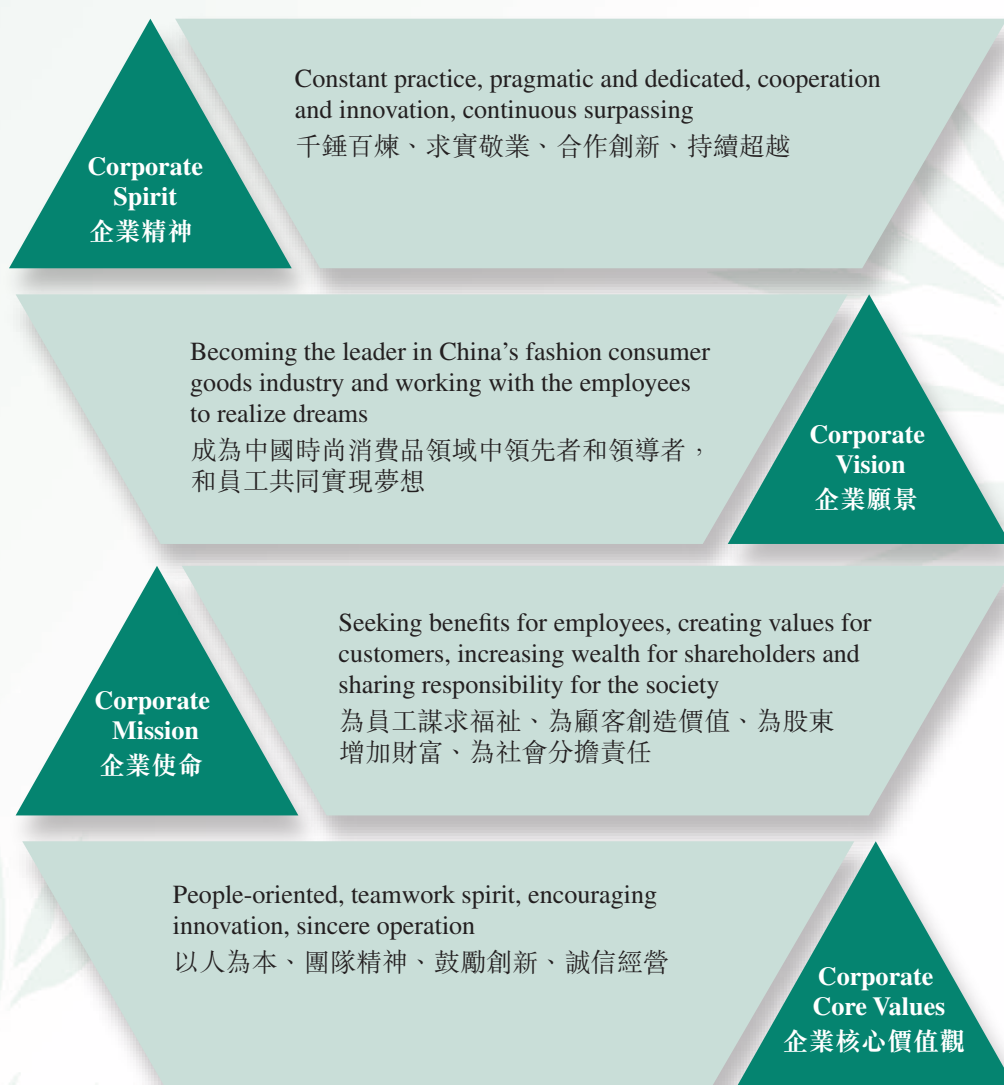 Corporate
Spirit
企業精神
Constant practice, pragmatic and dedicated, cooperation
and innovation, continuous surpassing
千錘百煉、求實敬業、合作創新、持續超越
Becoming the leader in China's fashion consumer
goods industry and working with the employees
to realize dreams
成為中國時尚消費品領域中領先者和領導者，
和員工共同實現夢想
Corporate
Vision
企業願景
Corporate
Mission
企業使命
Seeking benefits for employees, creating values for
customers, increasing wealth for shareholders and
sharing responsibility for the society
為員工謀求福祉、為顧客創造價值、為股東
增加財富、為社會分擔責任
People-oriented, teamwork spirit, encouraging
innovation, sincere operation
以人為本、團隊精神、鼓勵創新、誠信經營
Corporate
Core Values
企業核心價值觀